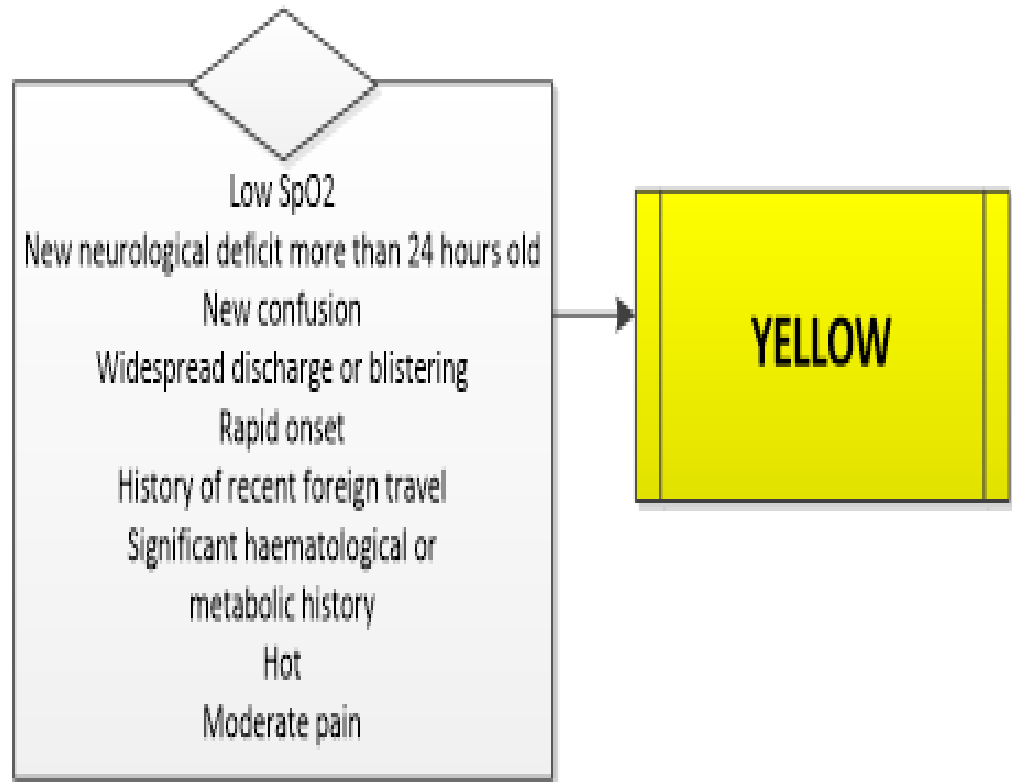 Low SpO2
New neurological deficit more than 24 hours old
New confusion
Widespread discharge or blistering
Rapid onset
History of recent foreign travel
Significant haematological or
metabolic history
Hot
Moderate pain
YELLOW